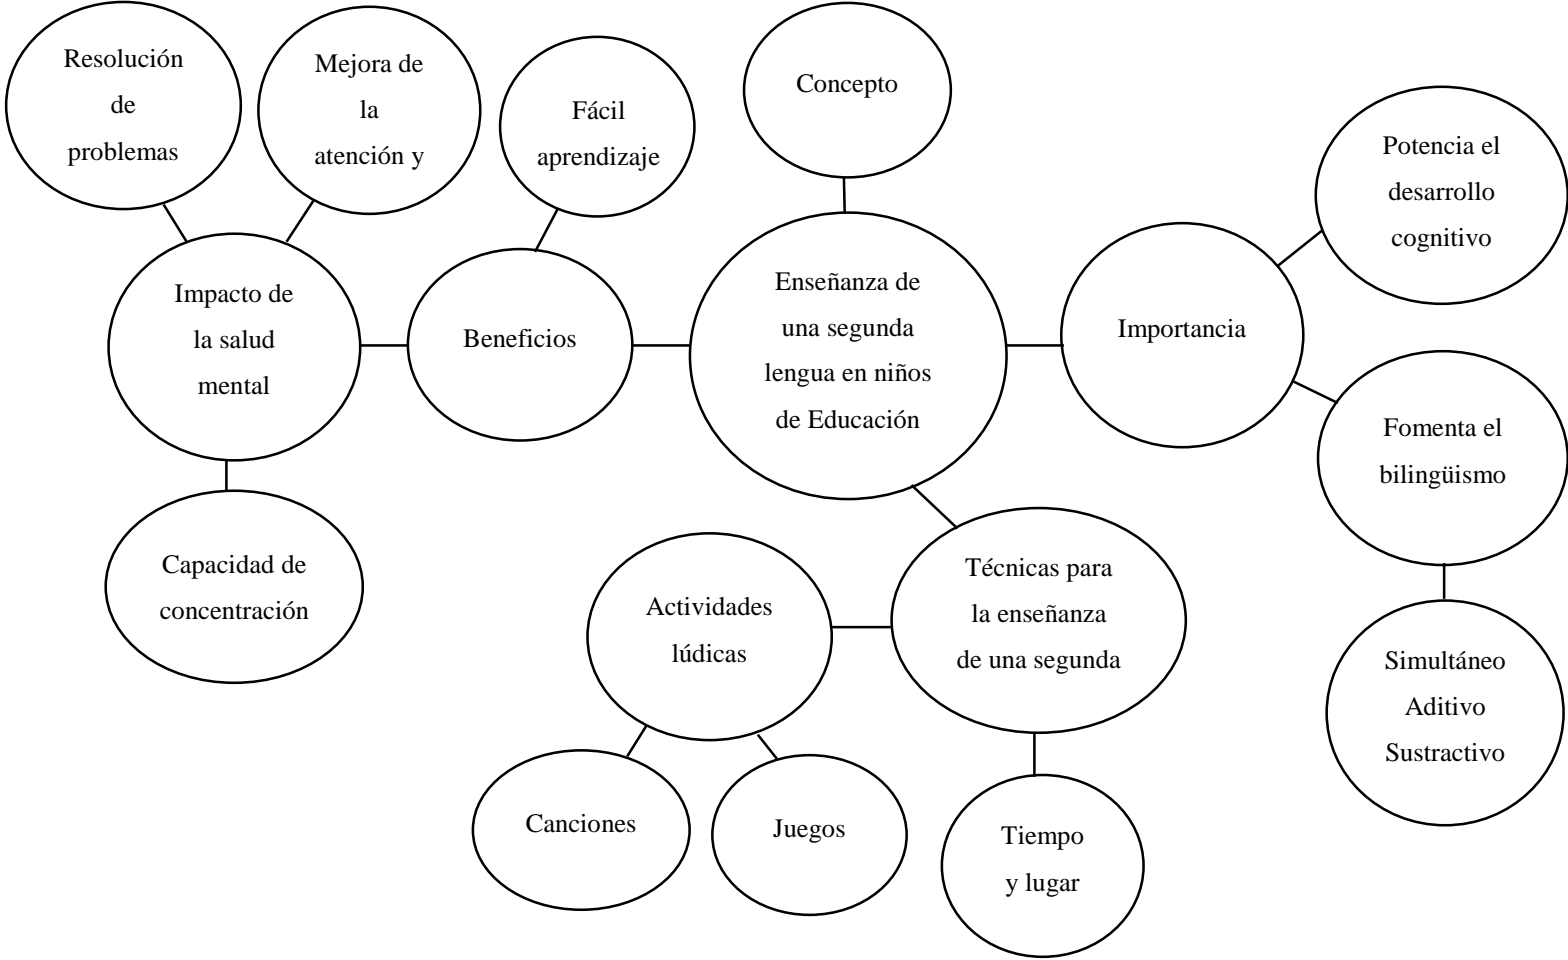 Resolución
de
problemas
Mejora de
la
atención y
Fácil
aprendizaje
Concepto
Potencia el
desarrollo
cognitivo
Impacto de
la salud
mental
Beneficios
Enseñanza de
una segunda
lengua en niños
de Educación
Importancia
Fomenta el
bilingüismo
Capacidad de
concentración
Actividades
lúdicas
Técnicas para
la enseñanza
de una segunda
Simultáneo
Aditivo
Sustractivo
Canciones
Juegos
Tiempo
y lugar